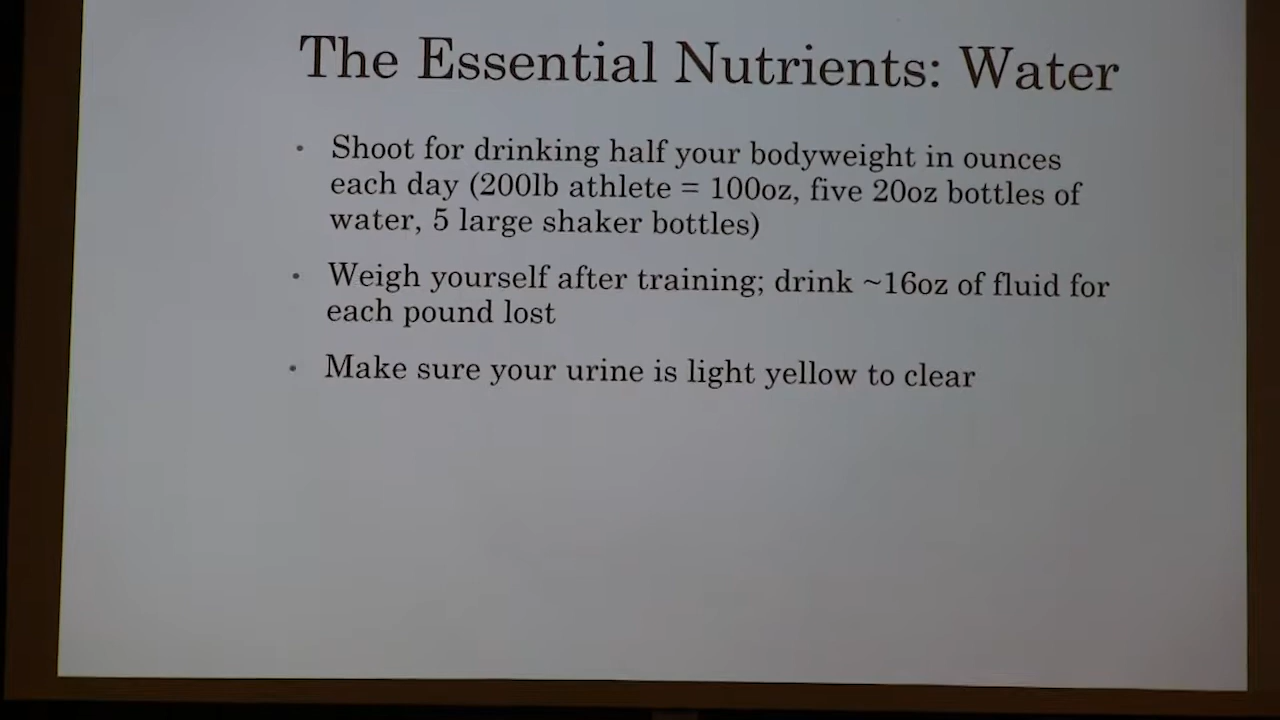 The Essential Nutrients: Water
• Shoot for drinking half your bodyweight in ounces
each day (200lb athlete = 100oz, five 20oz bottles of
water, 5 large shaker bottles)
• Weigh yourself after training; drink ~16oz of fluid for
each pound lost
• Make sure your urine is light yellow to clear